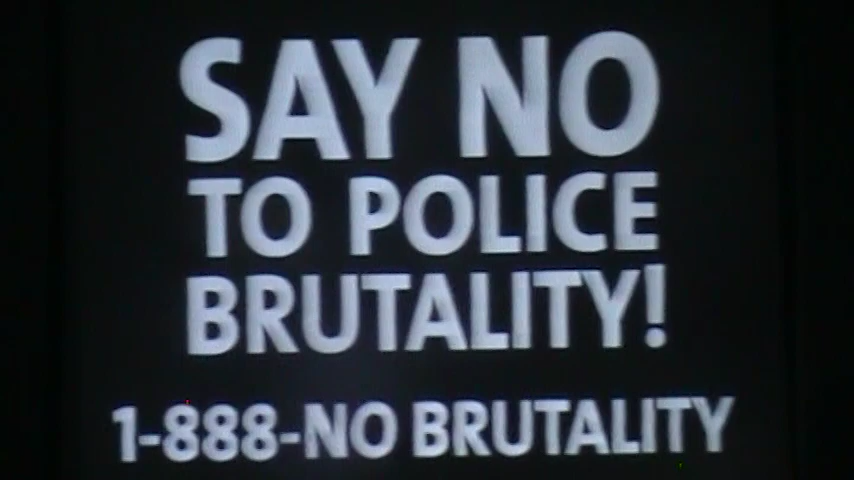 SAY NO
TO POLICE
BRUTALITY!
1-888-NO BRUTALITY